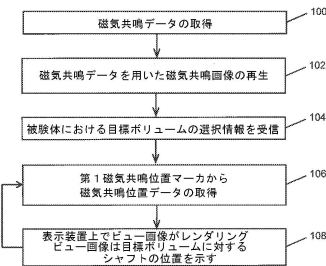 磁気共鳴データの取得
100
磁気共鳴データを用いた磁気共鳴画像の再生
102
被験体における目標ボリュームの選択情報を受信
104
第1磁気共鳴位置マーカから
磁気共鳴位置データの取得
106
表示装置上でビュー画像がレンダリング
ビュー画像は目標ボリュームに対する
シャフトの位置を示す
108